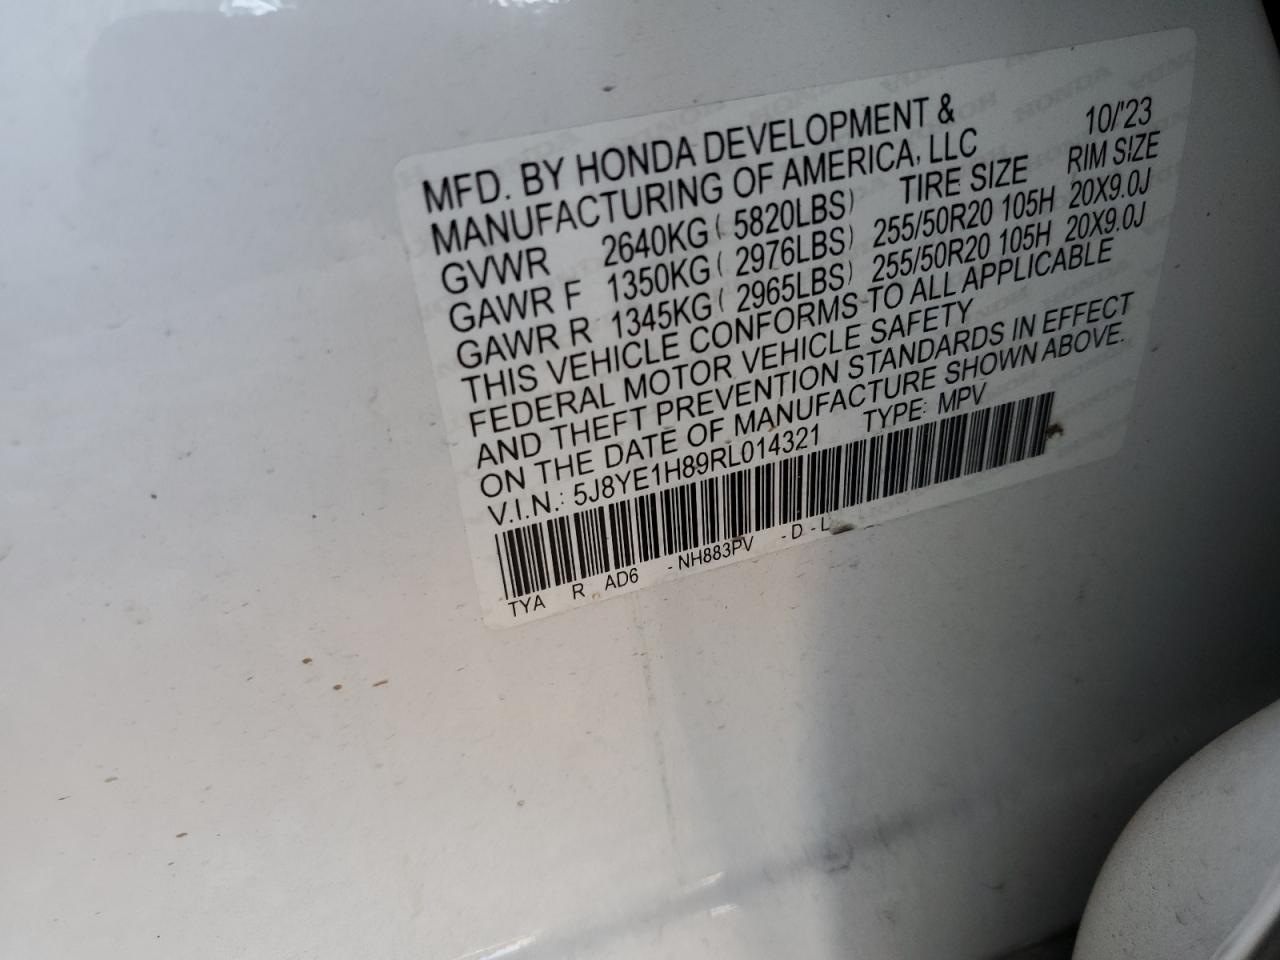 MFD. BY HONDA DEVELOPMENT & 10/'23
MANUFACTURING OF AMERICA, LLC
TIRE SIZE RIM SIZE
GVWR 2640KG ( 5820LBS)
GAWR F 1350KG ( 2976LBS) 255/50R20 105H 20X9.0J
GAWR R 1345KG ( 2965LBS) 255/50R20 105H 20X9.0J
THIS VEHICLE CONFORMS TO ALL APPLICABLE
FEDERAL MOTOR VEHICLE SAFETY
AND THEFT PREVENTION STANDARDS IN EFFECT
ON THE DATE OF MANUFACTURE SHOWN ABOVE.
V.I.N.: 5J8YE1H89RL014321 TYPE: MPV
TYA R AD6 -NH883PV -D -L